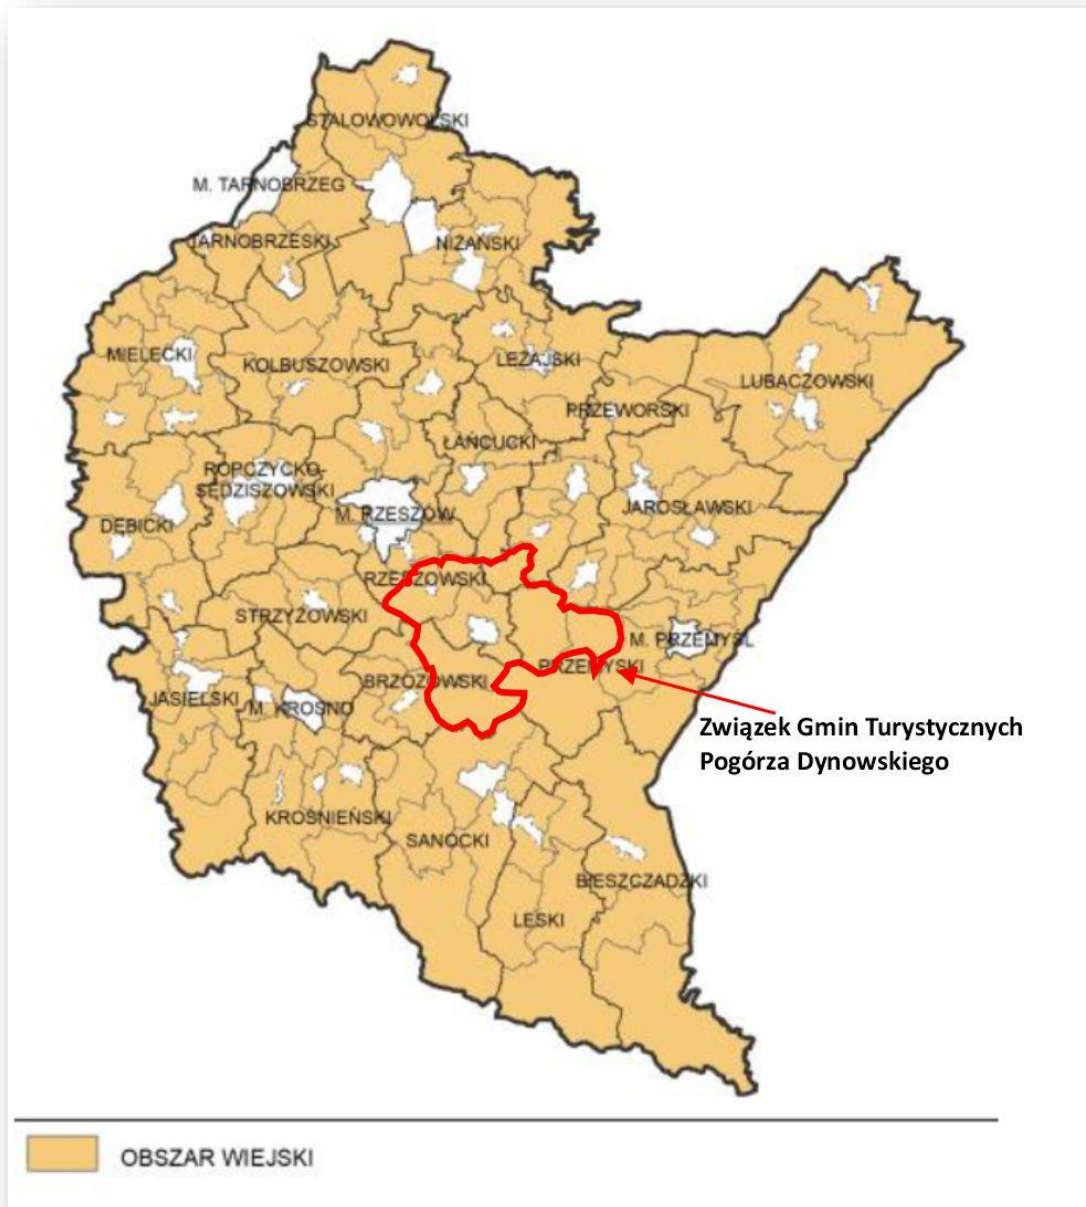 STALOWOWOLSKI
M. TARNOBRZEG
TARNOBRZESKI
NIŻAŃSKI
MIELECKI
KOLBUSZOWSKI
LEŻAJSKI
LUBACZOWSKI
PRZEWORSKI
ŁAŃCUCKI
ROPCZYCKO-
SĘDZISZOWSKI
M. RZESZÓW
JAROSŁAWSKI
DĘBICKI
RZESZOWSKI
STRZYŻOWSKI
M. PRZEMYŚL
PRZEMYSKI
BRZOZOWSKI
JASIELSKI
M. KROSNO
Związek Gmin Turystycznych
Pogórza Dynowskiego
KROŚNIEŃSKI
SANOCKI
BIESZCZADZKI
LESKI
OBSZAR WIEJSKI